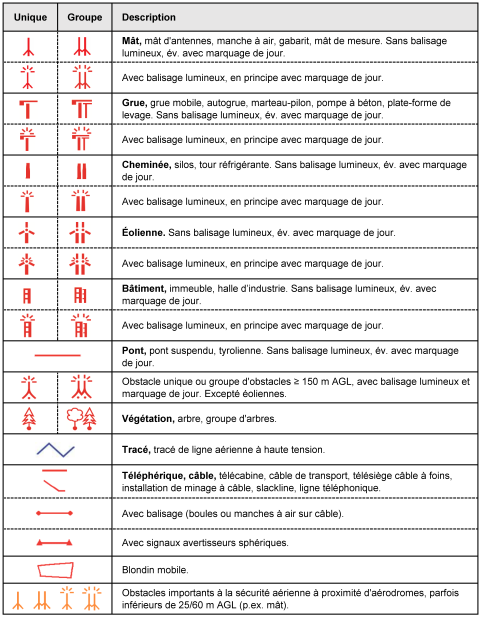 Unique Groupe Description
Mât, mât d'antennes, manche à air, gabarit, mât de mesure. Sans balisage
lumineux, év. avec marquage de jour.
Avec balisage lumineux, en principe avec marquage de jour.
Grue, grue mobile, autogrue, marteau-pilon, pompe à béton, plate-forme de
levage. Sans balisage lumineux, év. avec marquage de jour.
Avec balisage lumineux, en principe avec marquage de jour.
Cheminée, silos, tour réfrigérante. Sans balisage lumineux, év. avec marquage
de jour.
Avec balisage lumineux, en principe avec marquage de jour.
Éolienne. Sans balisage lumineux, év. avec marquage de jour.
Avec balisage lumineux, en principe avec marquage de jour.
Bâtiment, immeuble, halle d'industrie. Sans balisage lumineux, év. avec
marquage de jour.
Avec balisage lumineux, en principe avec marquage de jour.
Pont, pont suspendu, tyrolienne. Sans balisage lumineux, év. avec marquage
de jour.
Obstacle unique ou groupe d'obstacles ≥ 150 m AGL, avec balisage lumineux et
marquage de jour. Excepté éoliennes.
Végétation, arbre, groupe d'arbres.
Tracé, tracé de ligne aérienne à haute tension.
Téléphérique, câble, télécabine, câble de transport, télésiège câble à foins,
installation de minage à câble, slackline, ligne téléphonique.
Avec balisage (boules ou manches à air sur câble).
Avec signaux avertisseurs sphériques.
Blondin mobile.
Obstacles importants à la sécurité aérienne à proximité d'aérodromes, parfois
inférieurs de 25/60 m AGL (p.ex. mât).